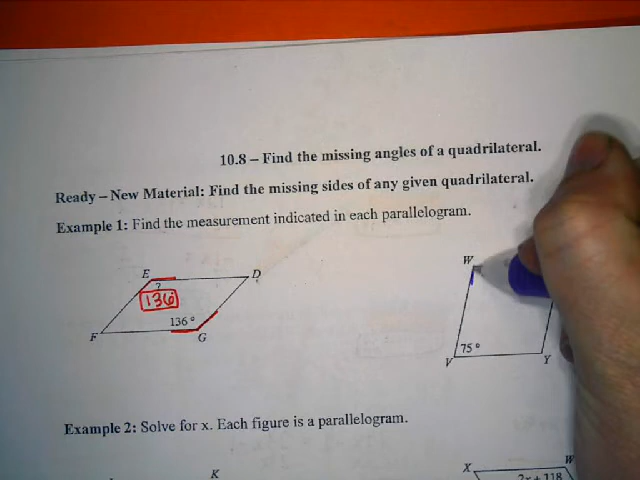 10.8 – Find the missing angles of a quadrilateral.
Ready – New Material: Find the missing sides of any given quadrilateral.
Example 1: Find the measurement indicated in each parallelogram.
E
D
?
136
136 °
F
G
W
75 °
V
Y
Example 2: Solve for x. Each figure is a parallelogram.
K
X
W
2x + 118